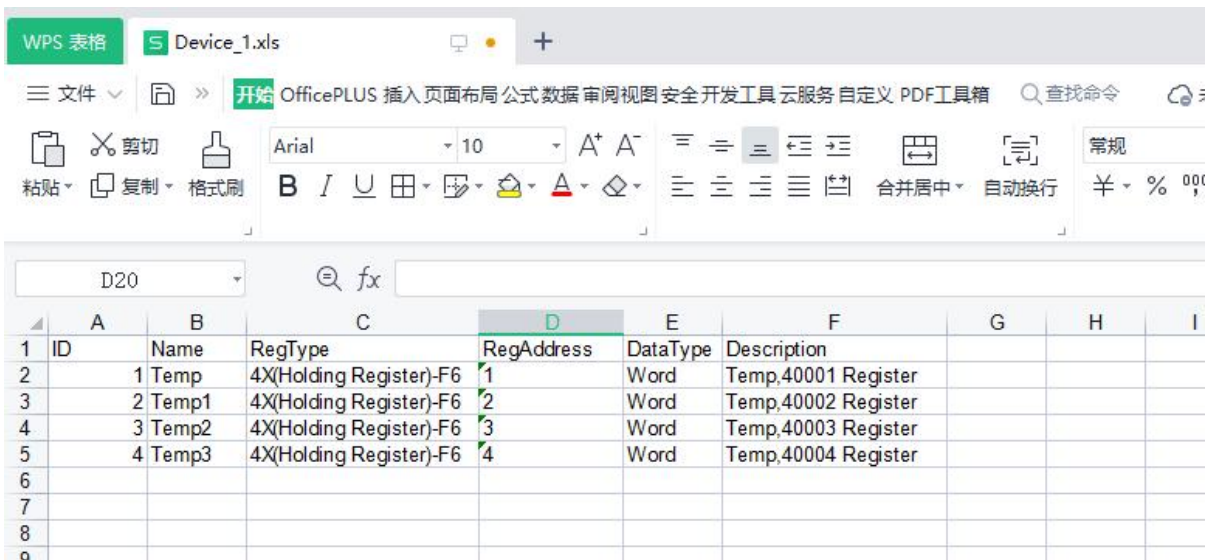 WPS 表格 S Device_1.xls +
文件 » 开始 OfficePLUS 插入 页面布局 公式 数据 审阅 视图 安全 开发工具 云服务 自定义 PDF工具箱 查找命令
剪切 Arial 10 A+ A- 常规
粘贴 复制 格式刷 B I U A 合并居中 自动换行 ¥ %
D20 fx
A B C D E F G H I
1 ID Name RegType RegAddress DataType Description
2 1 Temp 4X(Holding Register)-F6 1 Word Temp,40001 Register
3 2 Temp1 4X(Holding Register)-F6 2 Word Temp,40002 Register
4 3 Temp2 4X(Holding Register)-F6 3 Word Temp,40003 Register
5 4 Temp3 4X(Holding Register)-F6 4 Word Temp,40004 Register
6
7
8